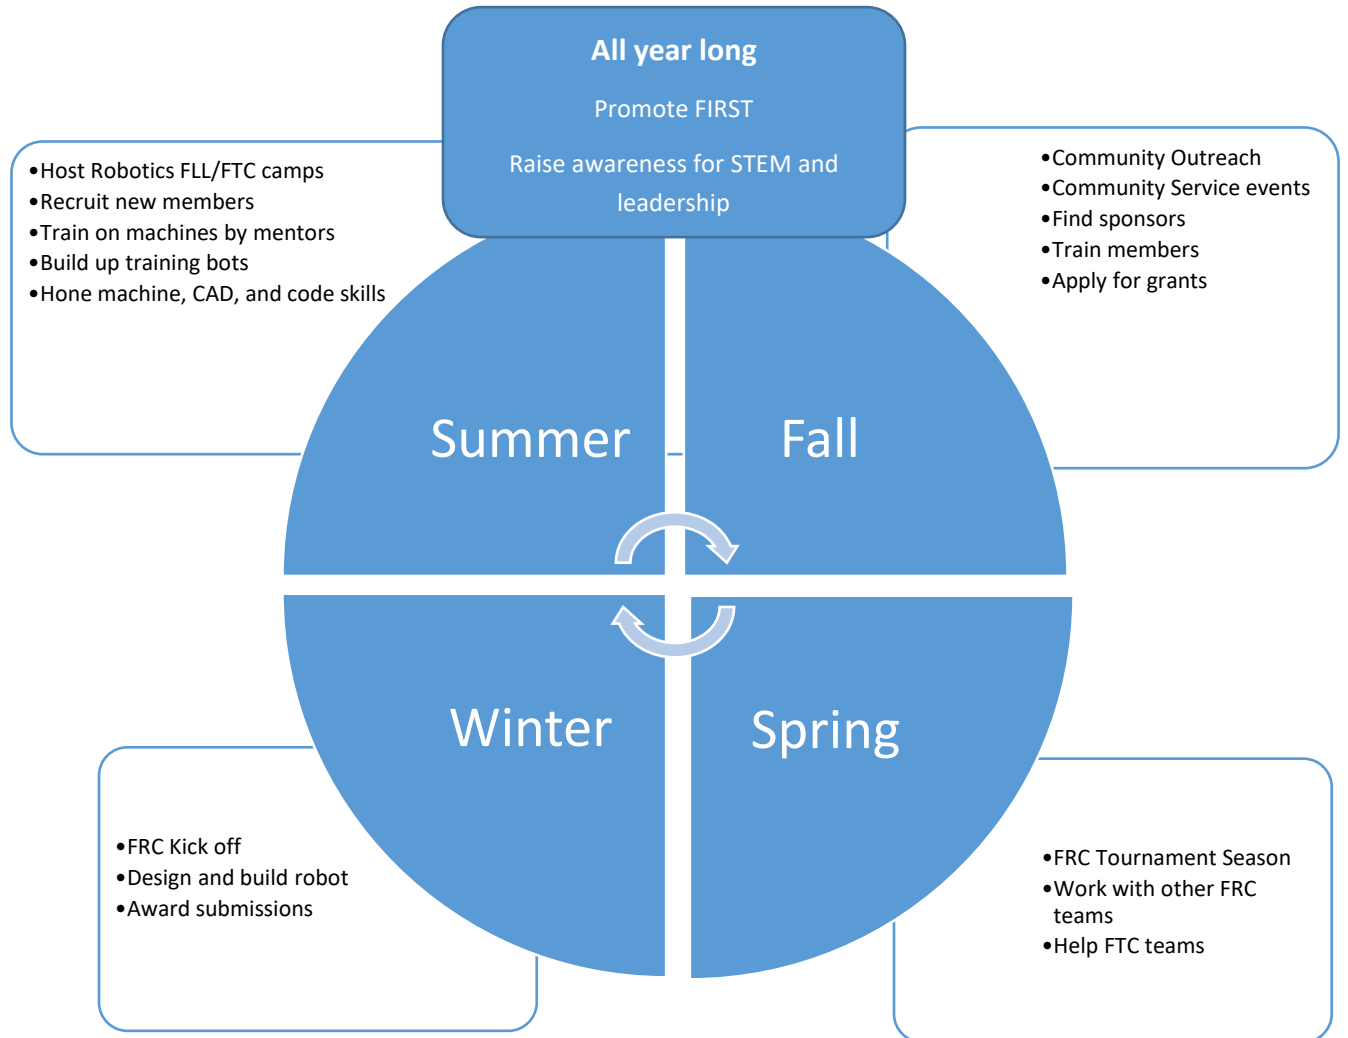 All year long
Promote FIRST
Raise awareness for STEM and
leadership
•Host Robotics FLL/FTC camps
•Recruit new members
•Train on machines by mentors
•Build up training bots
•Hone machine, CAD, and code skills
•Community Outreach
•Community Service events
•Find sponsors
•Train members
•Apply for grants
Summer
Fall
Winter
Spring
•FRC Kick off
•Design and build robot
•Award submissions
•FRC Tournament Season
•Work with other FRC
teams
•Help FTC teams